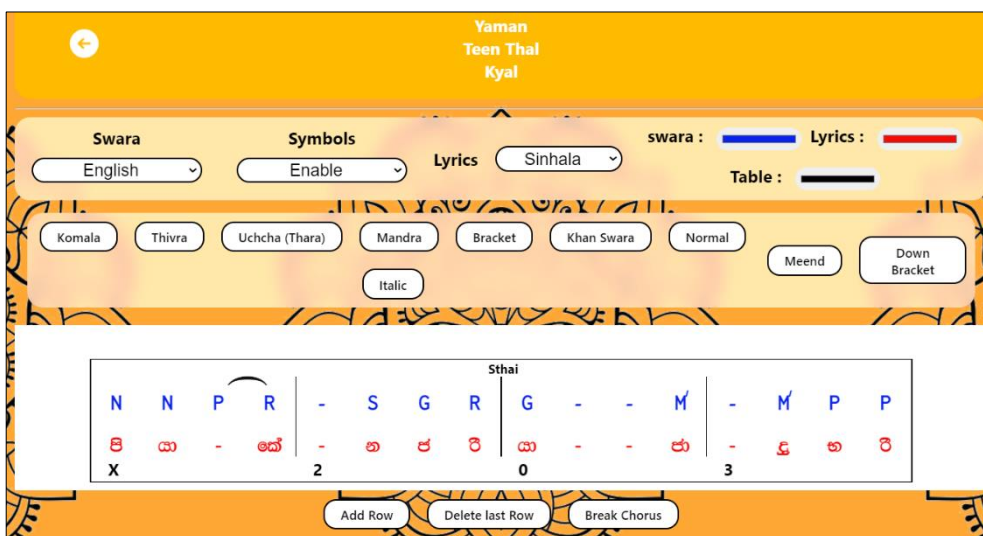 Yaman
Teen Thal
Kyal
Swara Symbols Lyrics Sinhala swara : Lyrics :
English Enable Table :
Komala Thivra Uchcha (Thara) Mandra Bracket Khan Swara Normal Meend Down Bracket
Italic
Sthai
N N P R - S G R G - - M̸ - M̸ P P
පි යා - කේ - න ජ රී යා - - ජා - දු භ රී
X 2 0 3
Add Row Delete last Row Break Chorus